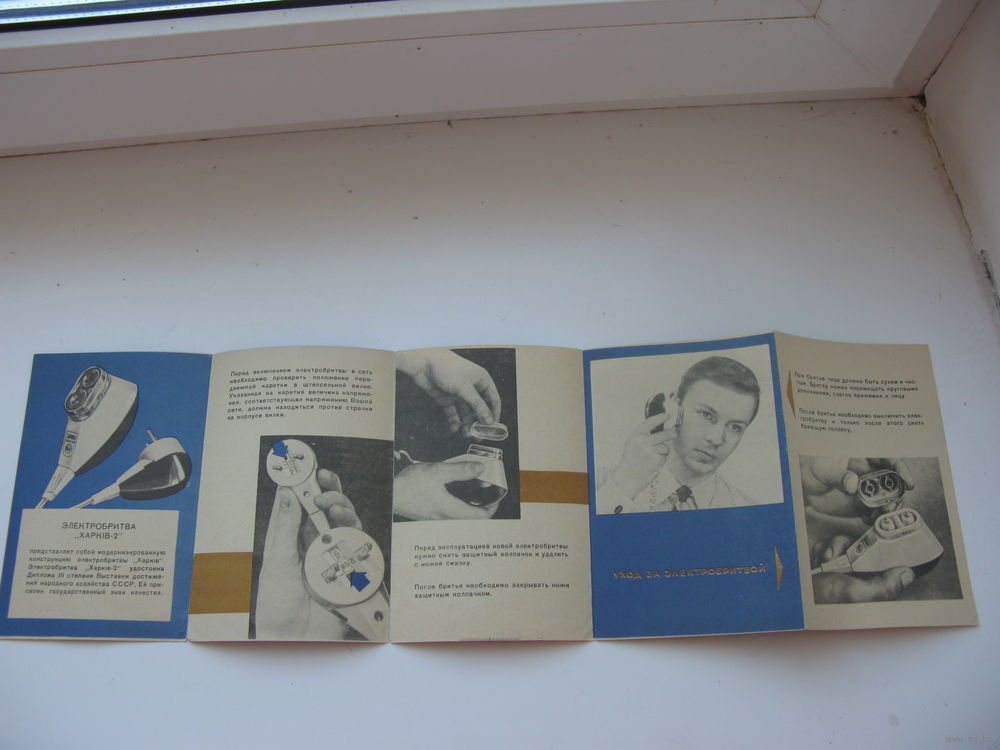 ЭЛЕКТРОБРИТВА
„ХАРКІВ-2"
представляет собой модернизированную
конструкцию электробритвы „Харків".
Электробритва „Харків-2" удостоена
Диплома III степени Выставки достиже-
ний народного хозяйства СССР. Ей при-
своен государственный знак качества.
Перед включением электробритвы в сеть
необходимо проверить положение пере-
движной каретки в штепсельной вилке.
Указанная на каретке величина напряже-
ния, соответствующая напряжению Вашей
сети, должна находиться против стрелки
на корпусе вилки.
Перед эксплуатацией новой электробритвы
нужно снять защитный колпачок и удалить
с ножей смазку.
После бритья необходимо закрывать ножи
защитным колпачком.
УХОД ЗА ЭЛЕКТРОБРИТВОЙ
При бритье лицо должно быть сухим и чис-
тым. Бритву нужно перемещать круговыми
движениями, слегка прижимая к лицу.
После бритья необходимо выключить элек-
тробритву и только после этого снять
бреющую головку.